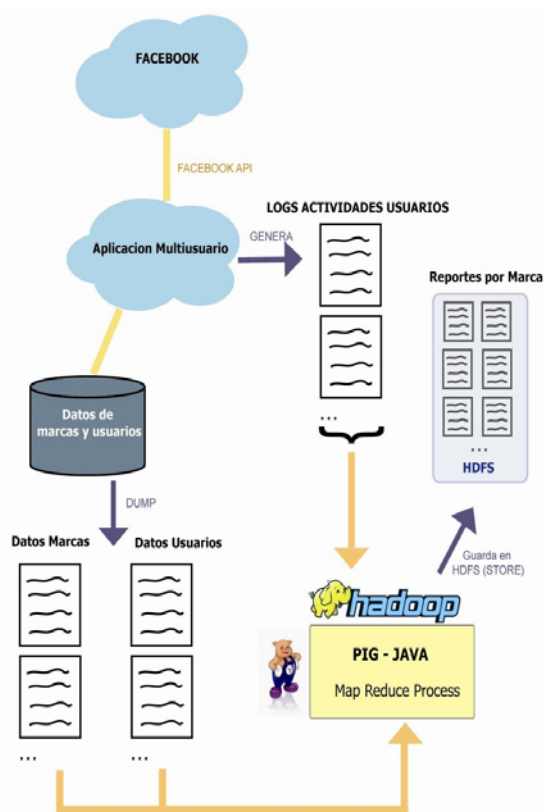 FACEBOOK
FACEBOOK API
Aplicacion Multiusuario
GENERA
LOGS ACTIVIDADES USUARIOS
...
Reportes por Marca
...
HDFS
Datos de
marcas y usuarios
DUMP
Datos Marcas
Datos Usuarios
...
...
Guarda en
HDFS (STORE)
hadoop
PIG - JAVA
Map Reduce Process